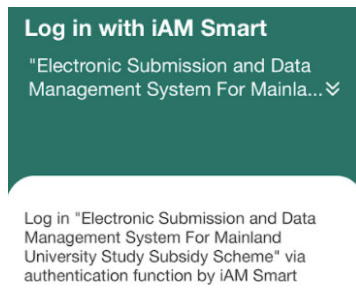 Log in with iAM Smart
"Electronic Submission and Data
Management System For Mainla...
Log in "Electronic Submission and Data
Management System For Mainland
University Study Subsidy Scheme" via
authentication function by iAM Smart